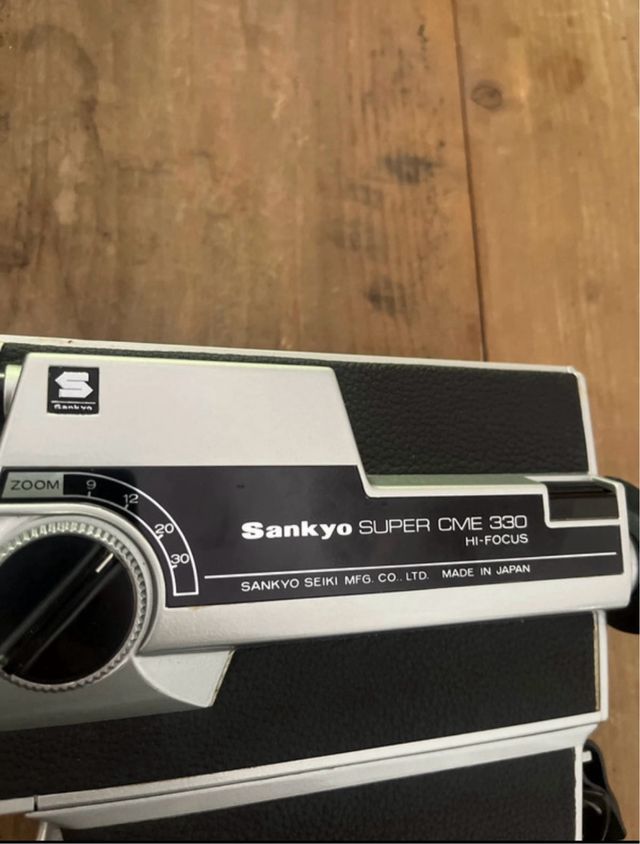 Sankyo
ZOOM 9
12
20
30
Sankyo SUPER CME 330
HI-FOCUS
SANKYO SEIKI MFG. CO., LTD. MADE IN JAPAN